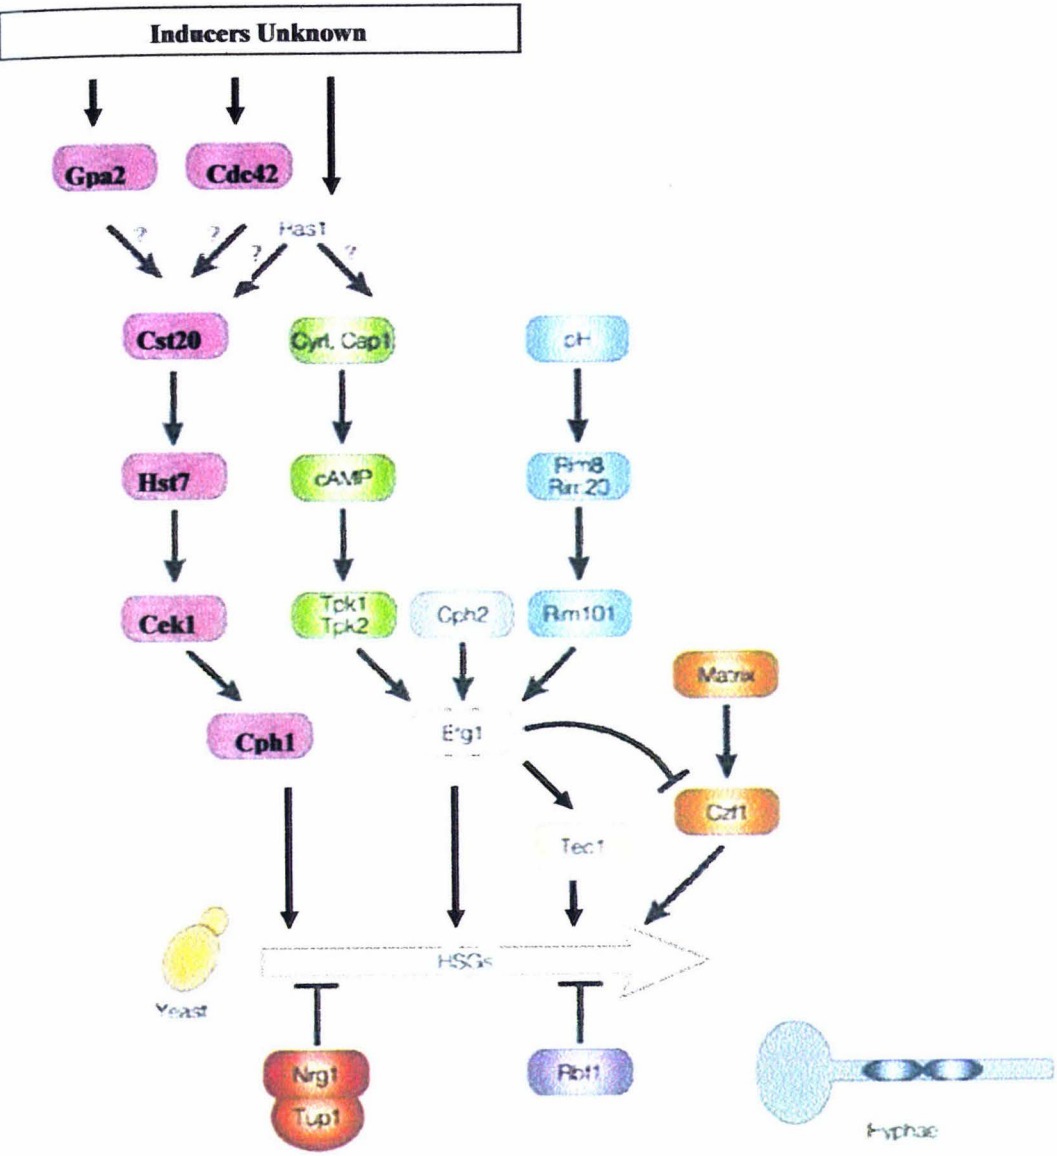 Inducers Unknown
Gpa2
Cdc42
Ras1
?
?
?
?
Cst20
Cyr1, Cap1
pH
Hst7
cAMP
Rim8
Rim20
Cek1
Tpk1
Tpk2
Cph2
Rim101
Matrix
Cph1
Efg1
Czf1
Tec1
HSGs
Yeast
Nrg1
Tup1
Rbf1
Hyphae